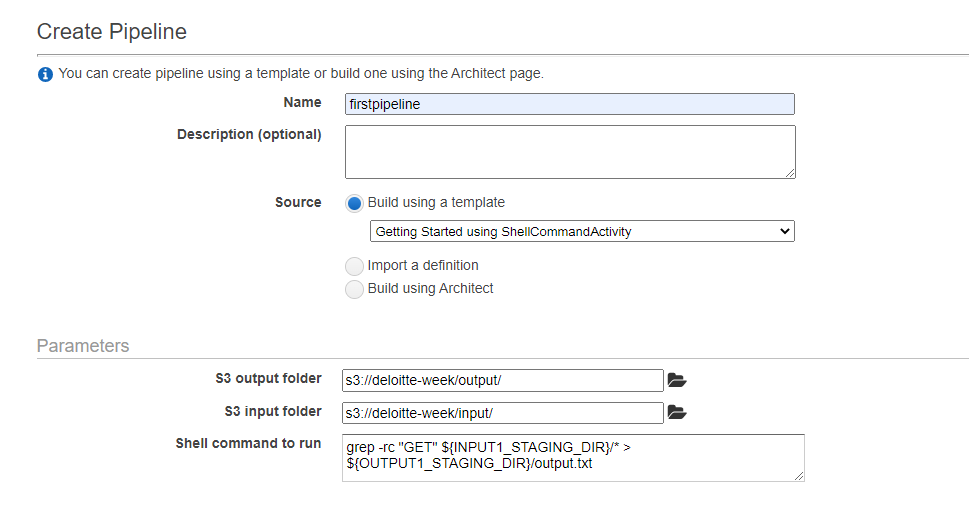 Create Pipeline
You can create pipeline using a template or build one using the Architect page.
Name firstpipeline
Description (optional)
Source Build using a template
Getting Started using ShellCommandActivity
Import a definition
Build using Architect
Parameters
S3 output folder s3://deloitte-week/output/
S3 input folder s3://deloitte-week/input/
Shell command to run grep -rc "GET" ${INPUT1_STAGING_DIR}/* >
${OUTPUT1_STAGING_DIR}/output.txt